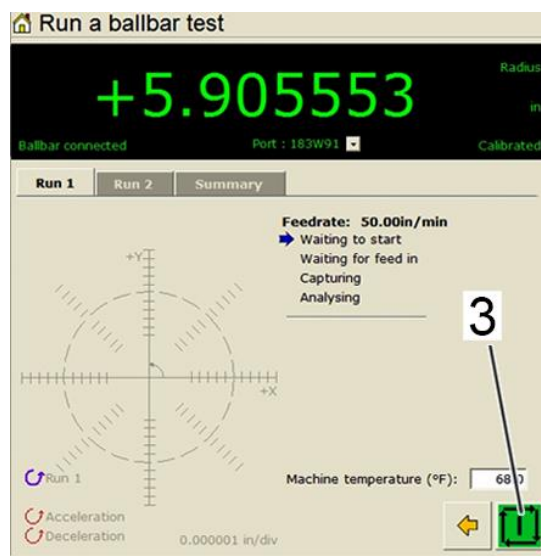 Run a ballbar test
Radius
+5.905553
in
Ballbar connected
Port : 183W91
Calibrated
Run 1
Run 2
Summary
Feedrate: 50.00in/min
Waiting to start
Waiting for feed in
Capturing
Analysing
+Y
+X
3
Run 1
Machine temperature (°F):
Acceleration
Deceleration
0.000001 in/div